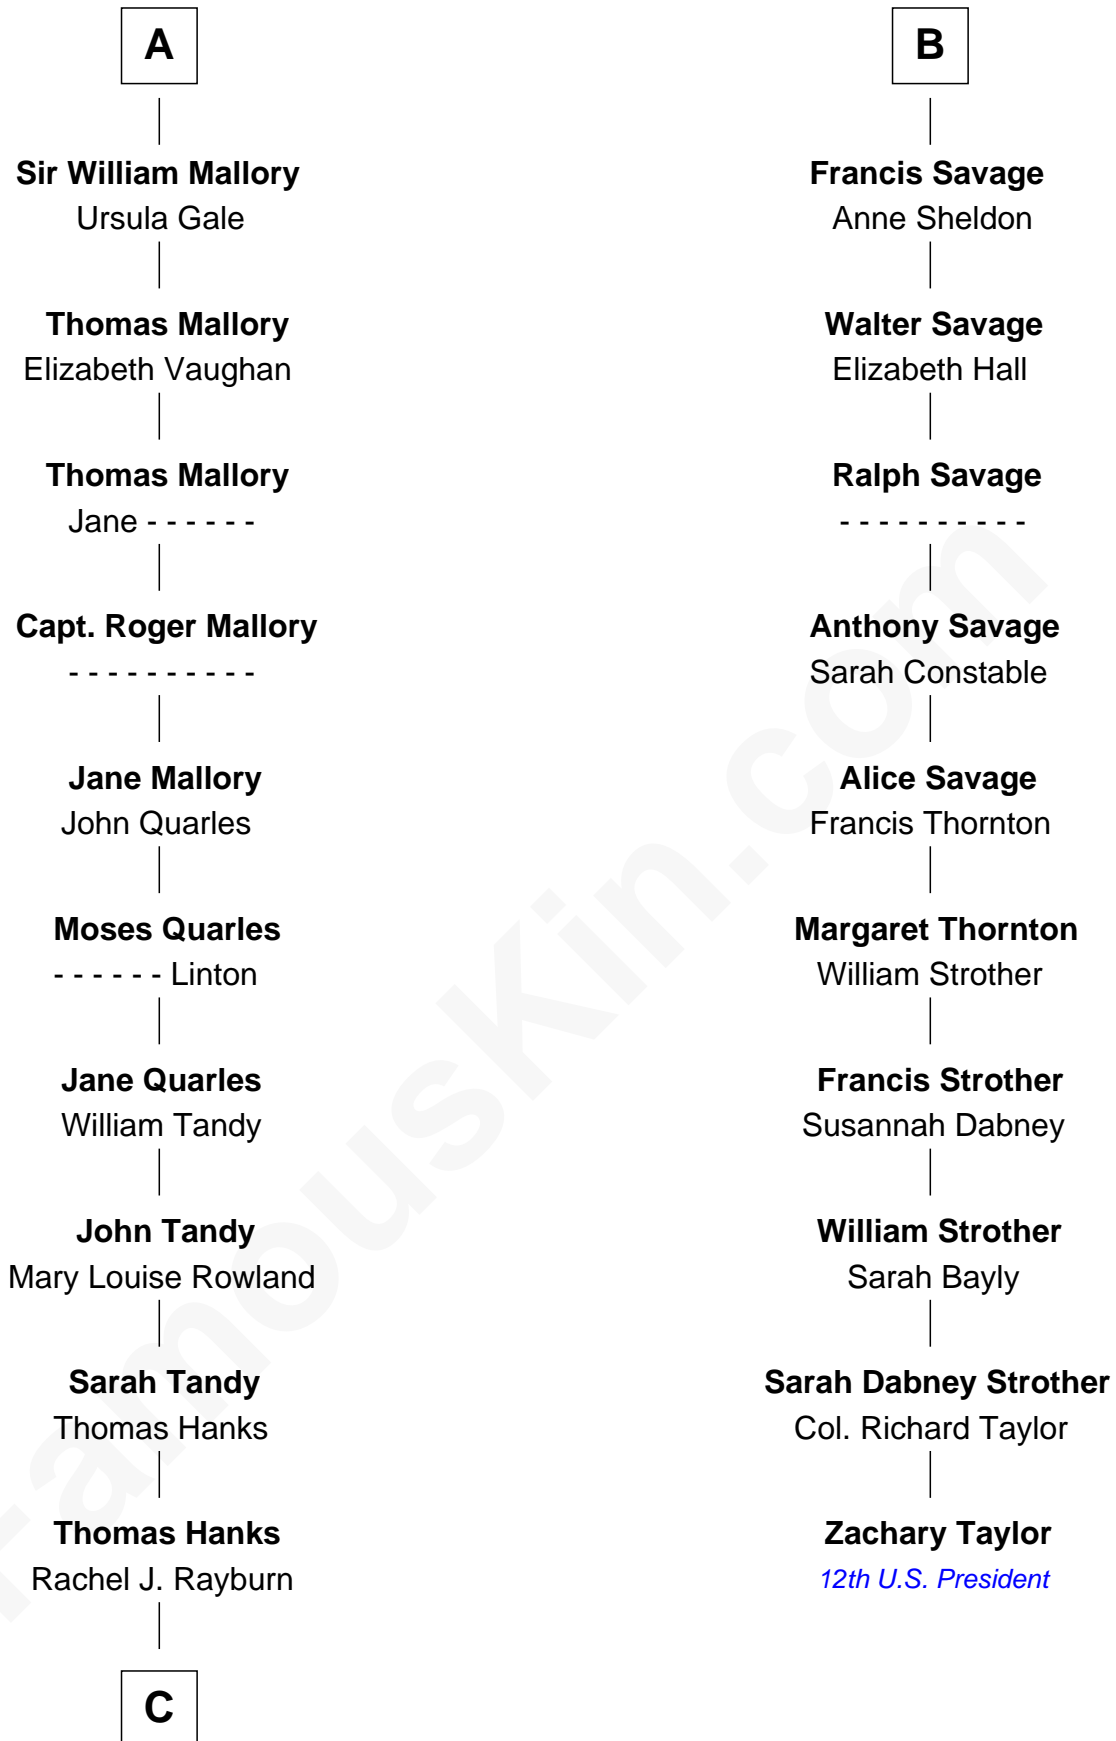 A
Sir William Mallory
Ursula Gale
Thomas Mallory
Elizabeth Vaughan
Thomas Mallory
Jane - - - - - -
Capt. Roger Mallory
- - - - - - - - - -
Jane Mallory
John Quarles
Moses Quarles
- - - - - - Linton
Jane Quarles
William Tandy
John Tandy
Mary Louise Rowland
Sarah Tandy
Thomas Hanks
Thomas Hanks
Rachel J. Rayburn
C
B
Francis Savage
Anne Sheldon
Walter Savage
Elizabeth Hall
Ralph Savage
- - - - - - - - - -
Anthony Savage
Sarah Constable
Alice Savage
Francis Thornton
Margaret Thornton
William Strother
Francis Strother
Susannah Dabney
William Strother
Sarah Bayly
Sarah Dabney Strother
Col. Richard Taylor
Zachary Taylor
12th U.S. President
FamousKin.com